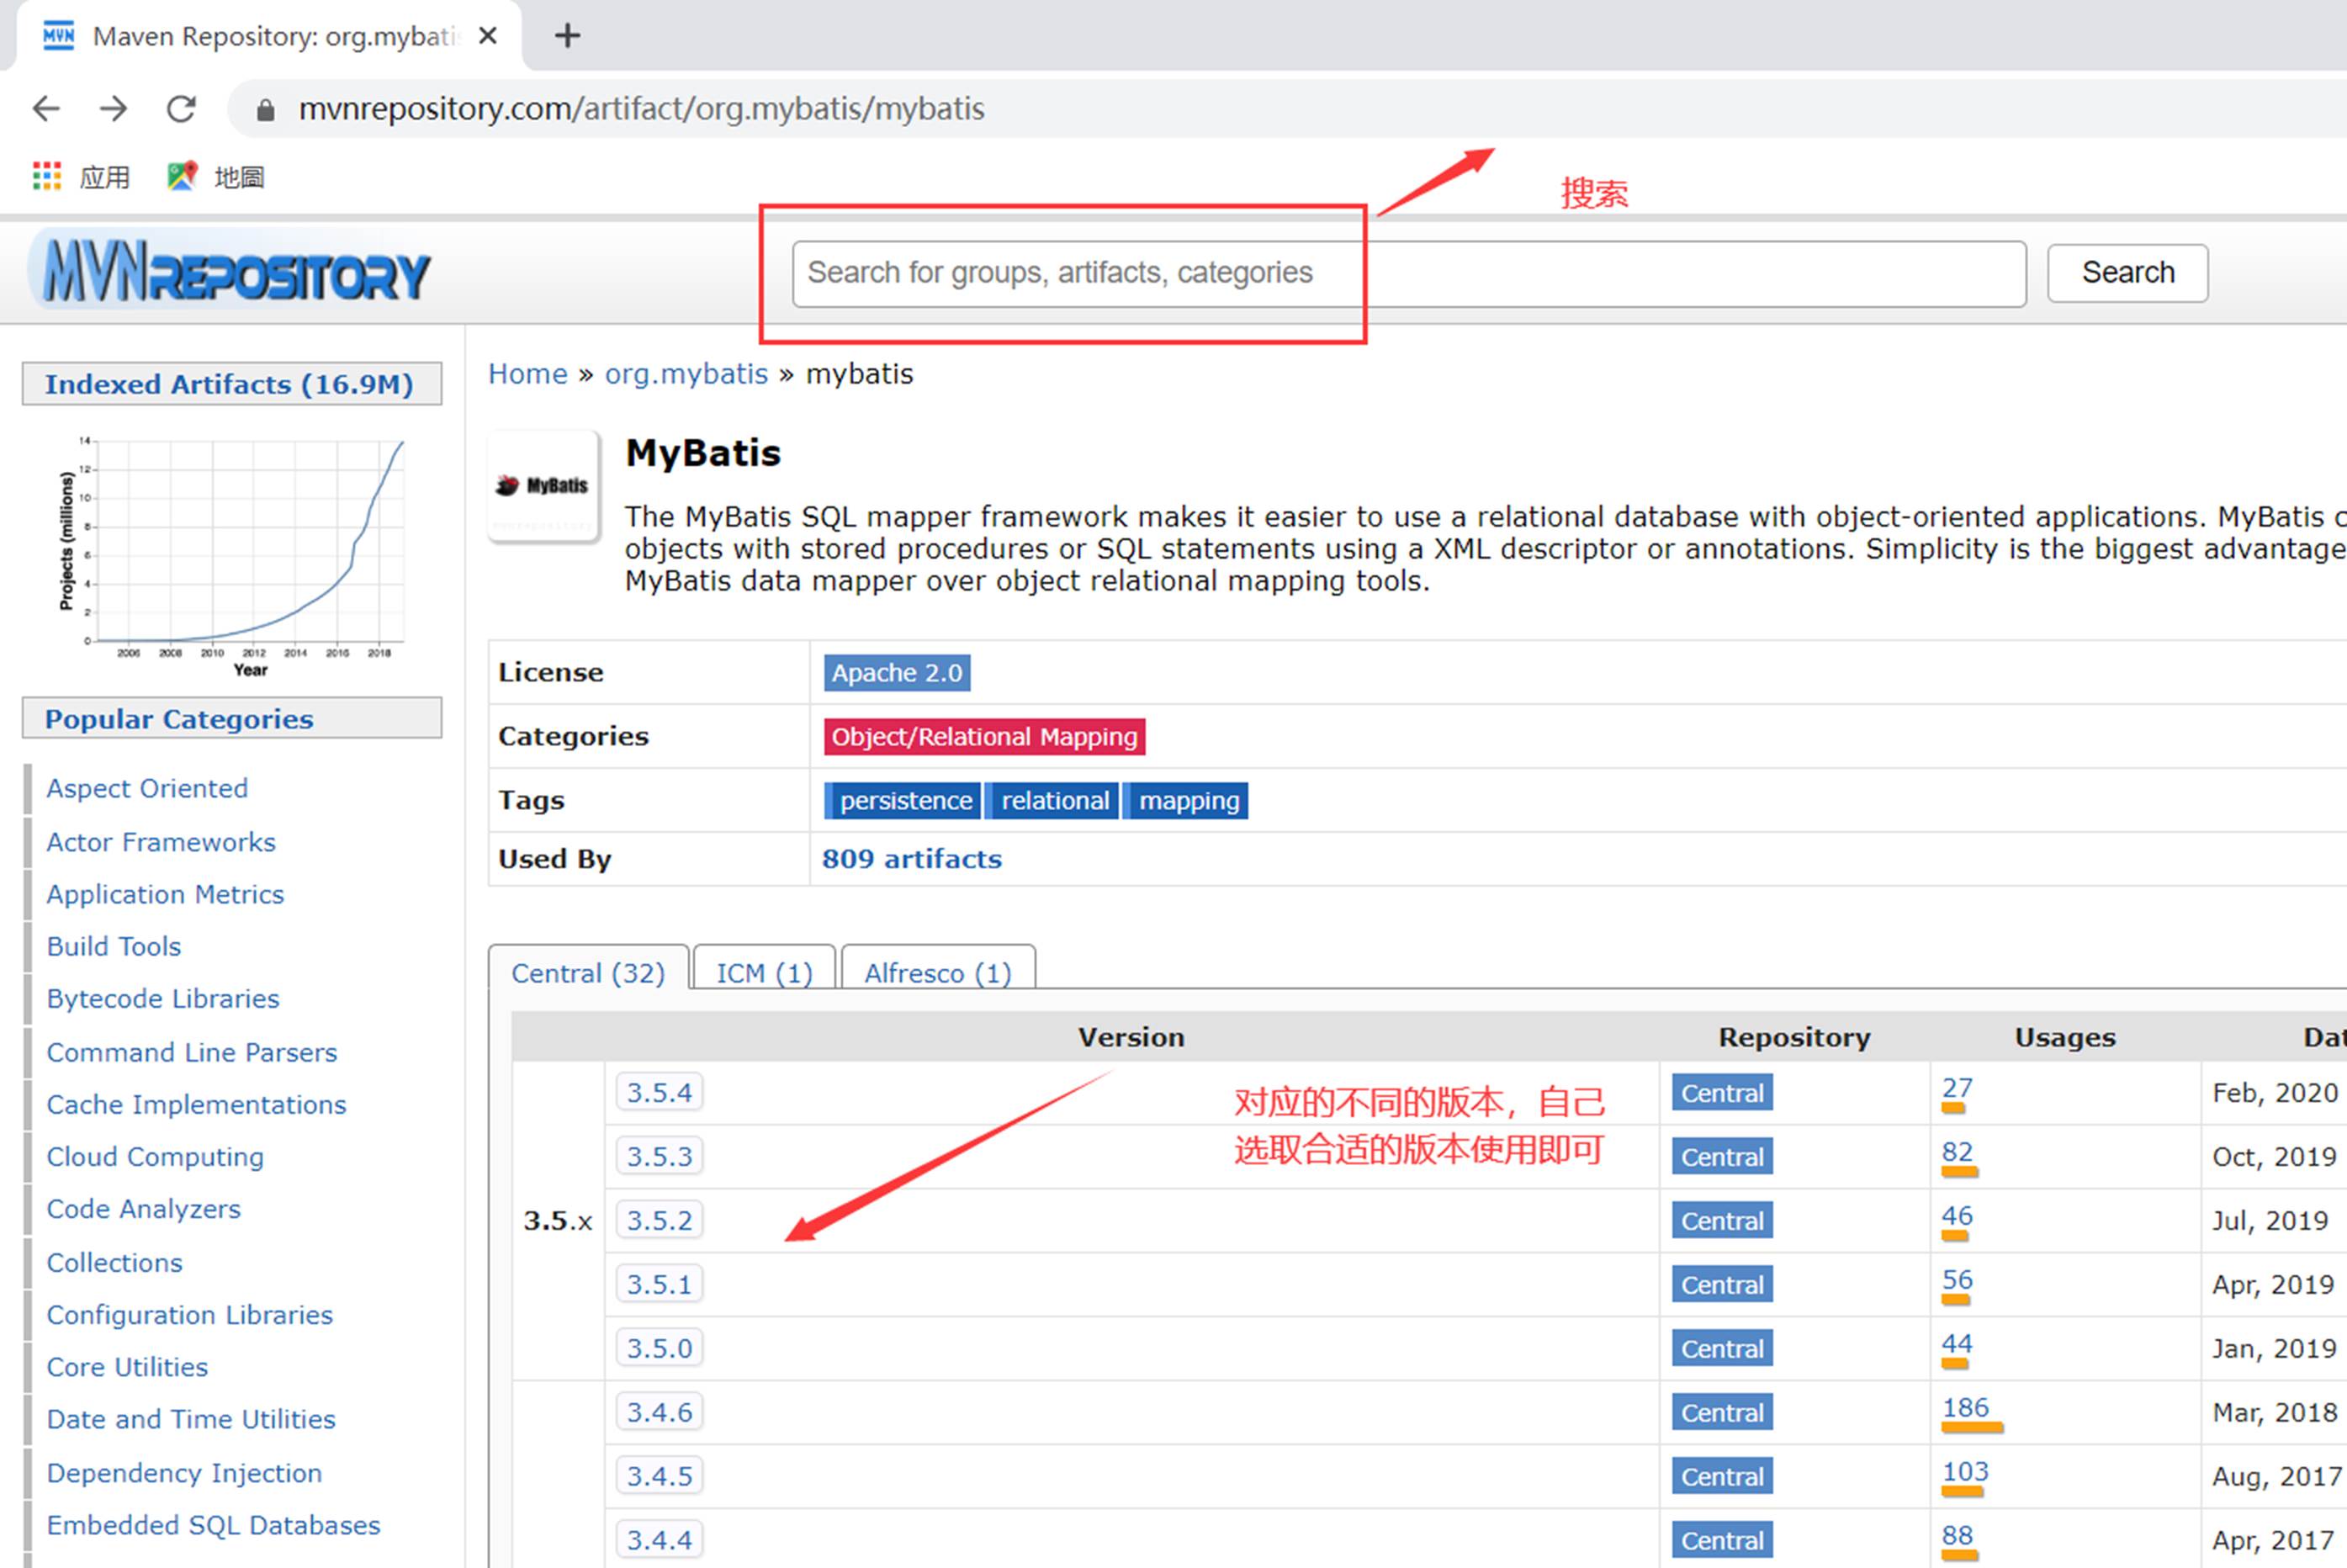 Maven Repository: org.mybatis
mvnrepository.com/artifact/org.mybatis/mybatis
应用 地圖
搜索
MVNREPOSITORY
Search for groups, artifacts, categories
Search
Indexed Artifacts (16.9M)
Projects (millions)
14
12
10
8
6
4
2
0
2006 2008 2010 2012 2014 2016 2018
Year
Popular Categories
Aspect Oriented
Actor Frameworks
Application Metrics
Build Tools
Bytecode Libraries
Command Line Parsers
Cache Implementations
Cloud Computing
Code Analyzers
Collections
Configuration Libraries
Core Utilities
Date and Time Utilities
Dependency Injection
Embedded SQL Databases
Home » org.mybatis » mybatis
MyBatis
MyBatis
The MyBatis SQL mapper framework makes it easier to use a relational database with object-oriented applications. MyBatis c
objects with stored procedures or SQL statements using a XML descriptor or annotations. Simplicity is the biggest advantage
MyBatis data mapper over object relational mapping tools.
License Apache 2.0
Categories Object/Relational Mapping
Tags persistence relational mapping
Used By 809 artifacts
Central (32) ICM (1) Alfresco (1)
Version Repository Usages Dat
3.5.x
3.5.4 Central 27 Feb, 2020
对应的不同的版本，自己
选取合适的版本使用即可
3.5.3 Central 82 Oct, 2019
3.5.2 Central 46 Jul, 2019
3.5.1 Central 56 Apr, 2019
3.5.0 Central 44 Jan, 2019
3.4.6 Central 186 Mar, 2018
3.4.5 Central 103 Aug, 2017
3.4.4 Central 88 Apr, 2017